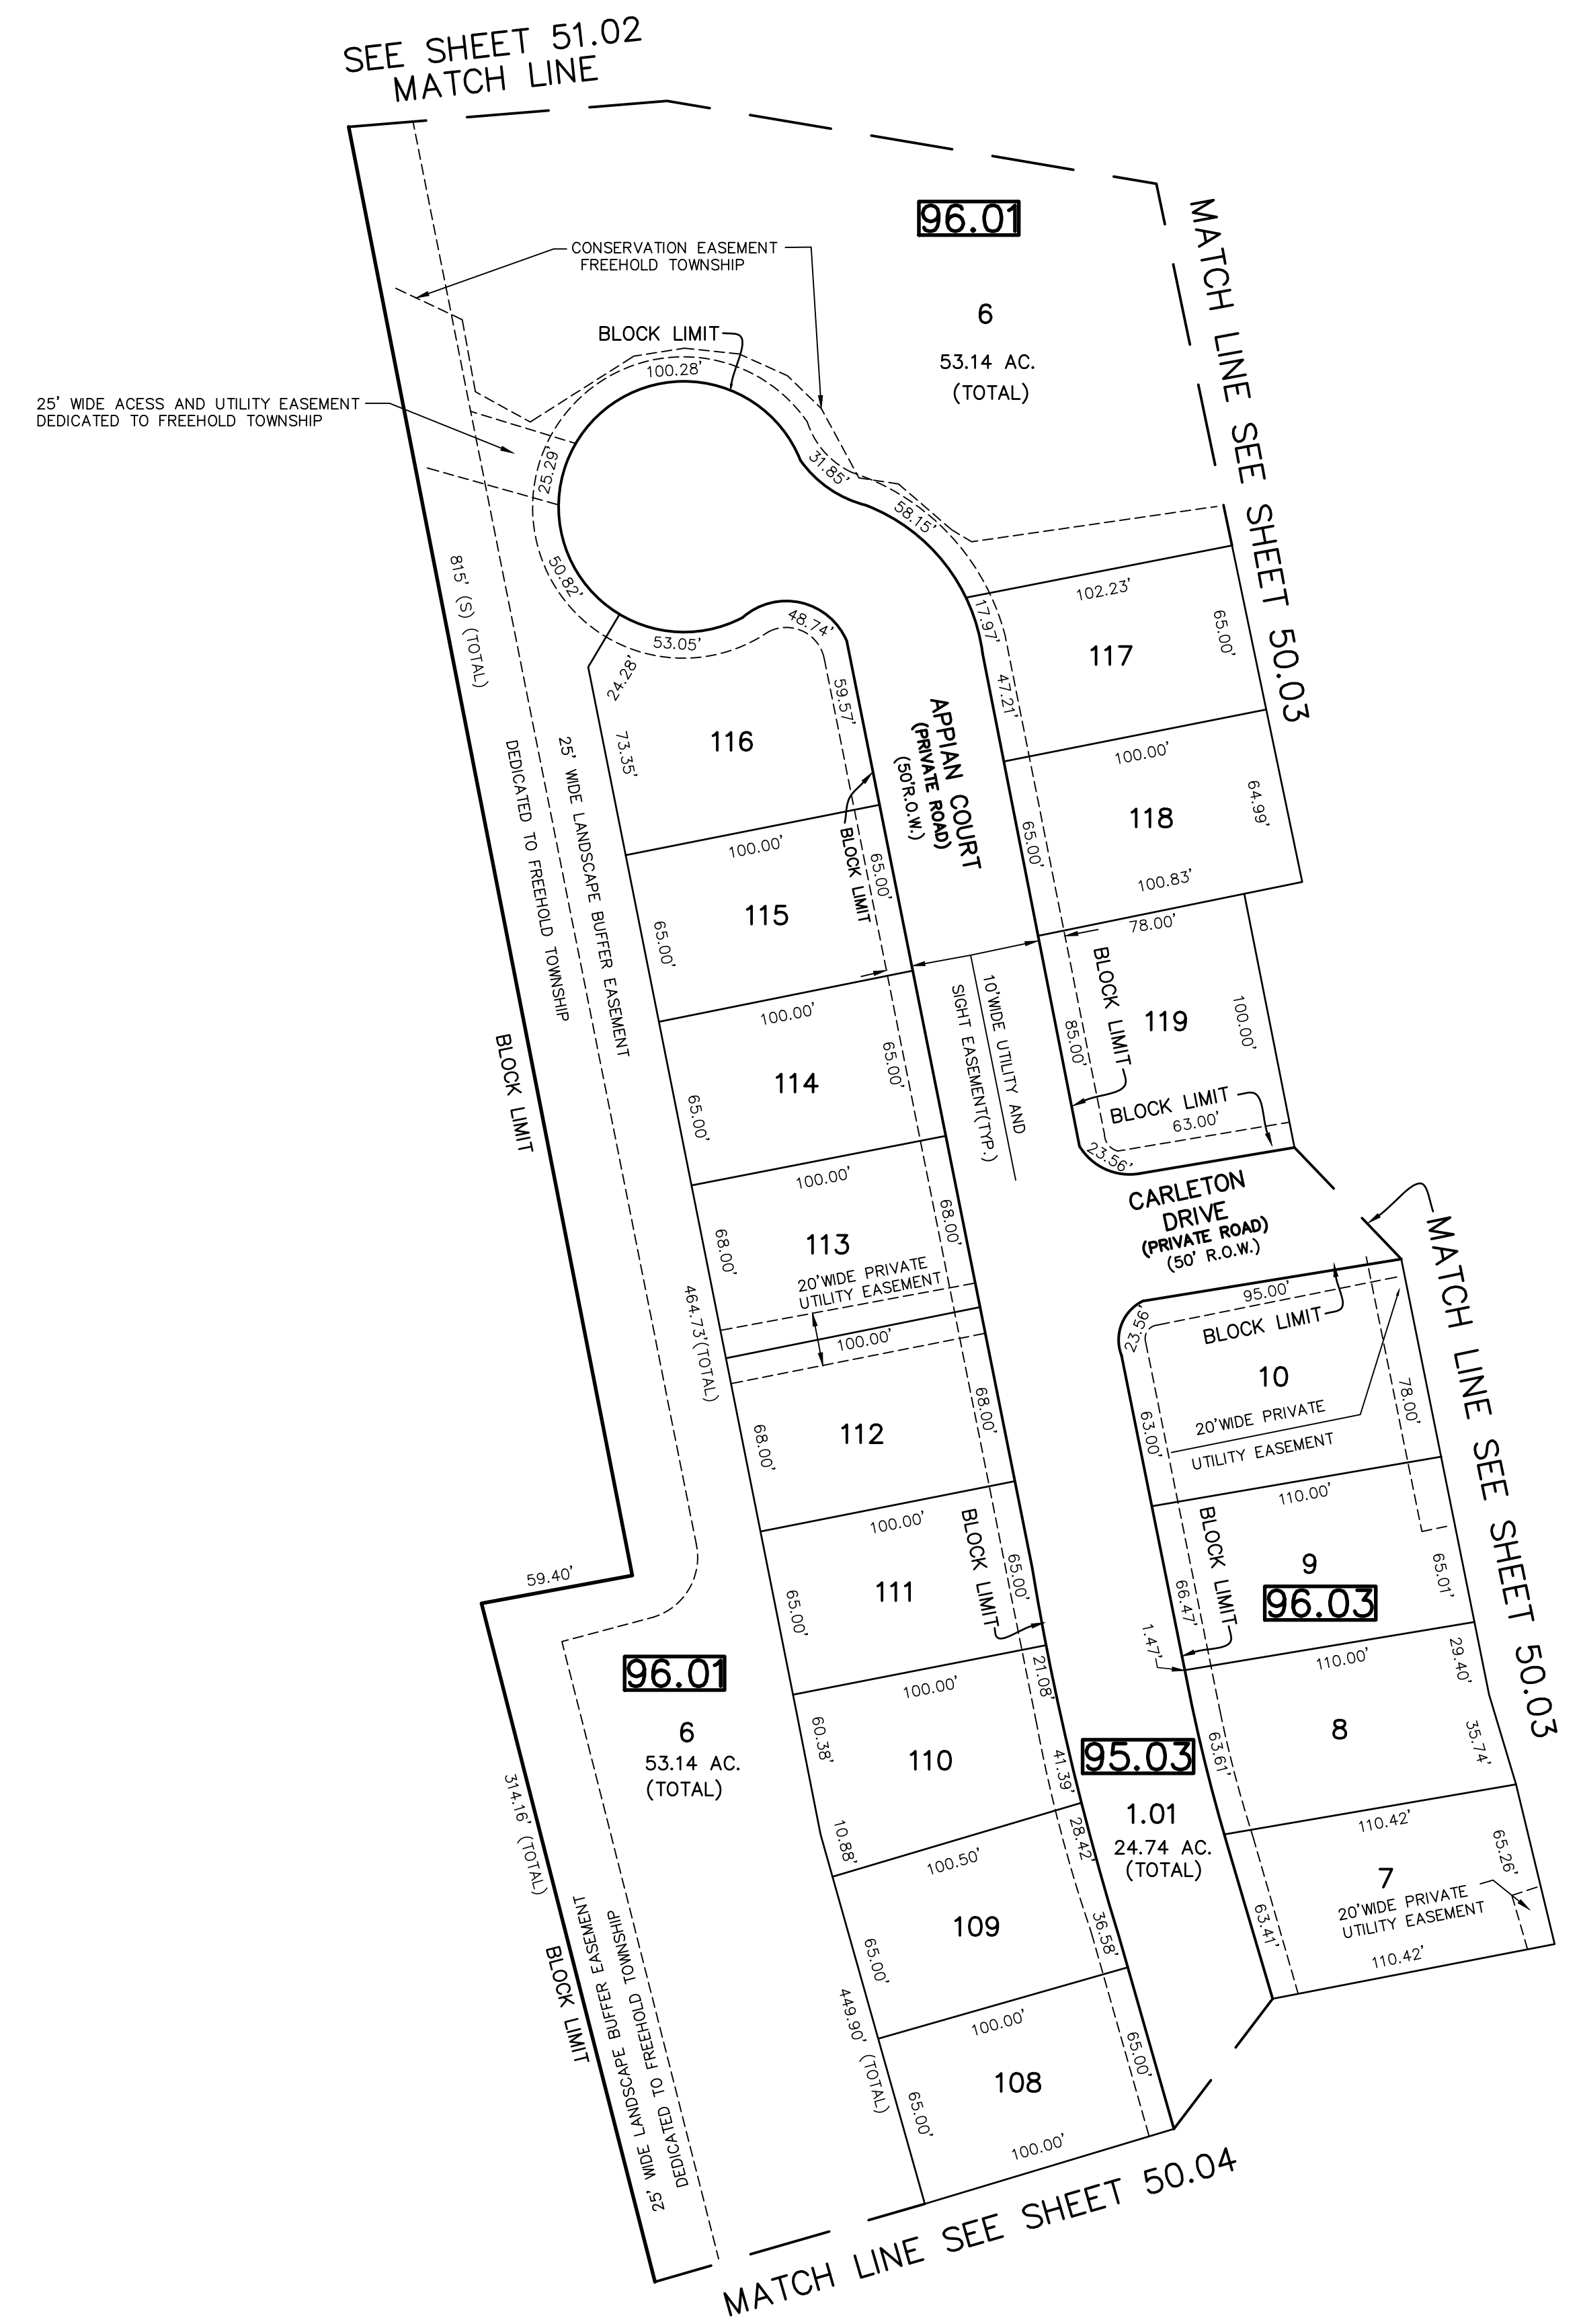 SEE SHEET 51.02
MATCH LINE
96.01
6
53.14 AC.
(TOTAL)
MATCH LINE SEE SHEET 50.03
CONSERVATION EASEMENT
FREEHOLD TOWNSHIP
BLOCK LIMIT
100.28'
25' WIDE ACESS AND UTILITY EASEMENT
DEDICATED TO FREEHOLD TOWNSHIP
25.29'
31.85'
58.15'
50.82'
53.05'
48.74'
17.97'
102.23'
65.00'
117
47.21'
815' (S) (TOTAL)
24.28'
73.35'
116
59.57'
APPIAN COURT
(PRIVATE ROAD)
(50'R.O.W.)
100.00'
118
64.99'
65.00'
100.83'
25' WIDE LANDSCAPE BUFFER EASEMENT
DEDICATED TO FREEHOLD TOWNSHIP
BLOCK LIMIT
100.00'
65.00'
115
65.00'
78.00'
BLOCK LIMIT
119
100.00'
85.00'
BLOCK LIMIT
63.00'
23.56'
10'WIDE UTILITY AND
SIGHT EASEMENT(TYP.)
BLOCK LIMIT
100.00'
65.00'
114
65.00'
100.00'
68.00'
113
68.00'
20'WIDE PRIVATE
UTILITY EASEMENT
CARLETON
DRIVE
(PRIVATE ROAD)
(50' R.O.W.)
MATCH LINE SEE SHEET 50.03
464.73'(TOTAL)
100.00'
95.00'
23.56'
BLOCK LIMIT
10
78.00'
63.00'
20'WIDE PRIVATE
UTILITY EASEMENT
68.00'
112
68.00'
100.00'
110.00'
BLOCK LIMIT
BLOCK LIMIT
9
96.03
65.01'
66.47'
1.47'
59.40'
65.00'
111
65.00'
110.00'
29.40'
96.01
6
53.14 AC.
(TOTAL)
100.00'
21.08'
60.38'
110
41.39'
95.03
1.01
24.74 AC.
(TOTAL)
63.61'
8
35.74'
314.16' (TOTAL)
10.88'
28.42'
100.50'
110.42'
7
65.26'
20'WIDE PRIVATE
UTILITY EASEMENT
63.41'
110.42'
109
65.00'
36.58'
BLOCK LIMIT
25' WIDE LANDSCAPE BUFFER EASEMENT
DEDICATED TO FREEHOLD TOWNSHIP
449.90' (TOTAL)
100.00'
108
65.00'
65.00'
100.00'
MATCH LINE SEE SHEET 50.04